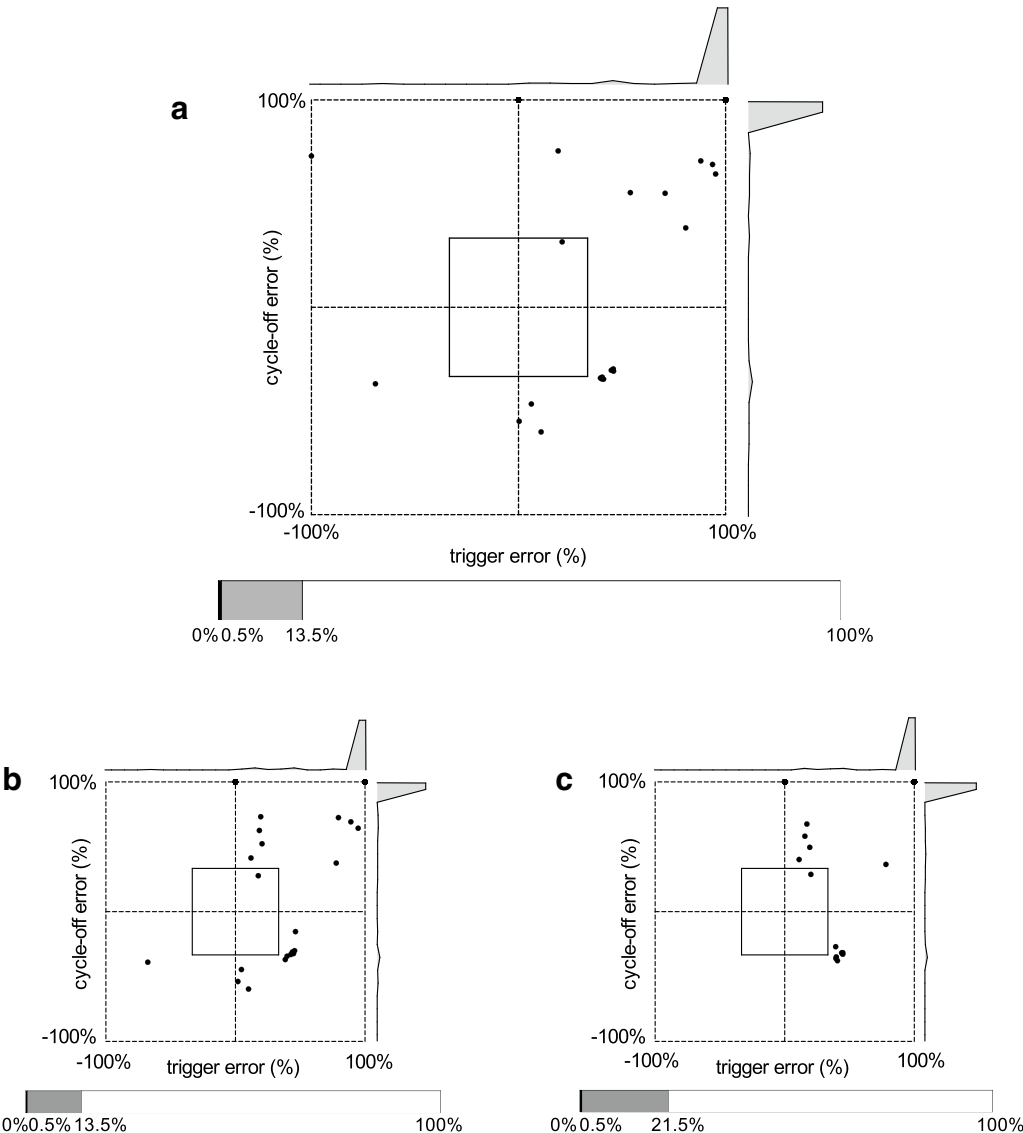 a
100%
cycle-off error (%)
-100%
-100% 100%
trigger error (%)
0% 0.5% 13.5% 100%
b
100%
cycle-off error (%)
-100%
-100% 100%
trigger error (%)
0% 0.5% 13.5% 100%
c
100%
cycle-off error (%)
-100%
-100% 100%
trigger error (%)
0% 0.5% 21.5% 100%